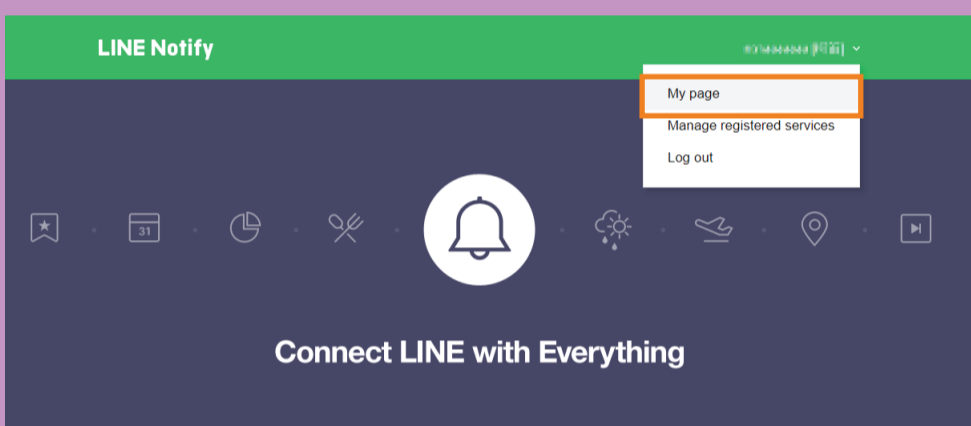 LINE Notify
My page
Manage registered services
Log out
31
Connect LINE with Everything